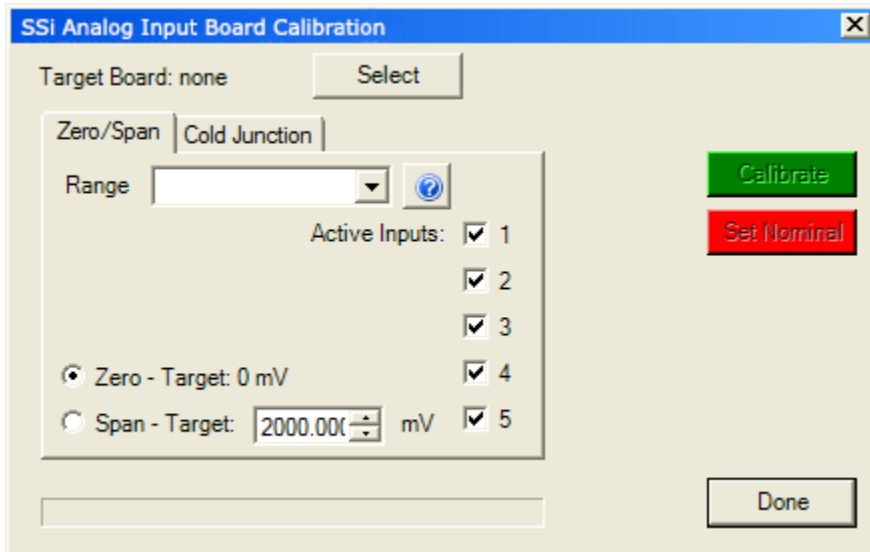 SSi Analog Input Board Calibration
Target Board: none
Select
Zero/Span
Cold Junction
Range
Calibrate
Active Inputs:
1
Set Nominal
2
3
Zero - Target: 0 mV
4
Span - Target:
2000.000
mV
5
Done